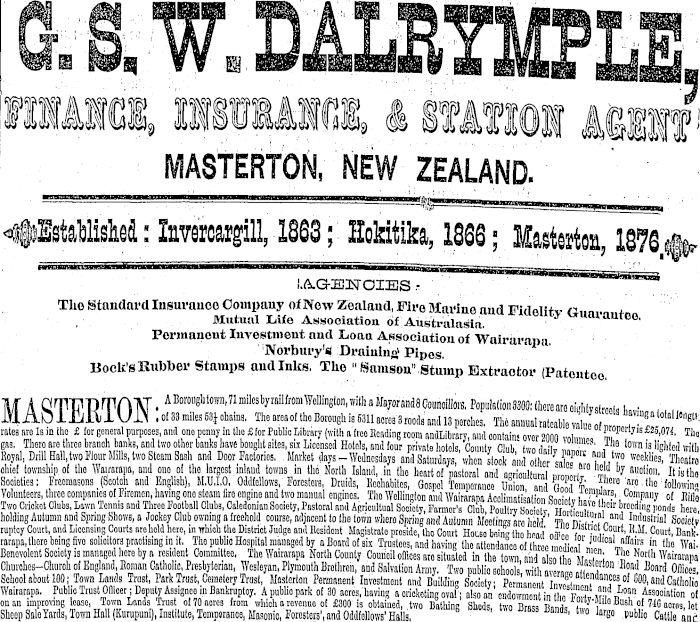 G. S. W. DALRYMPLE,
FINANCE, INSURANCE, & STATION AGENT
MASTERTON, NEW ZEALAND.
Established : Invercargill, 1863 ; Hokitika, 1866 ; Masterton, 1876.
AGENCIES :
The Standard Insurance Company of New Zealand, Fire Marine and Fidelity Guarantee.
Mutual Life Association of Australasia.
Permanent Investment and Loan Association of Wairarapa.
Norbury's Draining Pipes.
Bock's Rubber Stamps and Inks. The "Samson" Stump Extractor (Patentee.
MASTERTON : A Borough town, 71 miles by rail from Wellington, with a Mayor and 8 Councillors. Population 3300: there are eighty streets having a total length
of 33 miles 53½ chains. The area of the Borough is 5311 acres 3 roods and 13 perches. The annual rateable value of property is £25,074. The
rates are 1s in the £ for general purposes, and one penny in the £ for Public Library (with a free Reading room and Library, and contains over 2000 volumes. The town is lighted with
gas. There are three branch banks, and two other banks have bought sites, six Licensed Hotels, and four private hotels, County Club, two daily papers and two weeklies, Theatre
Royal, Drill Hall, two Flour Mills, two Steam Sash and Door Factories. Market days—Wednesdays and Saturdays, when stock and other sales are held by auction. It is the
chief township of the Wairarapa, and one of the largest inland towns in the North Island, in the heart of pastoral and agricultural property. There are the following
Societies : Freemasons (Scotch and English), M.U.I.O. Oddfellows, Foresters, Druids, Rechabites, Gospel Temperance Union, and Good Templars, Company of Rifle
Volunteers, three companies of Firemen, having one steam fire engine and two manual engines. The Wellington and Wairarapa Acclimatisation Society have their breeding ponds here,
Two Cricket Clubs, Lawn Tennis and Three Football Clubs, Caledonian Society, Pastoral and Agricultural Society, Farmer's Club, Poultry Society, Horticultural and Industrial Society
holding Autumn and Spring Shows, a Jockey Club owning a freehold course, adjacent to the town where Spring and Autumn Meetings are held. The District Court, R.M. Court, Bank-
ruptcy Court, and Licensing Courts are held here, in which the District Judge and Resident Magistrate preside, the Court House being the head office for judicial affairs in the Wai-
rarapa, there being five solicitors practising in it. The public Hospital managed by a Board of six Trustees, and having the attendance of three medical men. The North Wairarapa
Benevolent Society is managed here by a resident Committee. The Wairarapa North County Council offices are situated in the town, and also the Masterton Road Board Offices.
Churches—Church of England, Roman Catholic, Presbyterian, Wesleyan, Plymouth Brethren, and Salvation Army. Two public schools, with average attendances of 600, and Catholic
School about 100 ; Town Lands Trust, Park Trust, Cemetery Trust, Masterton Permanent Investment and Building Society ; Permanent Investment and Loan Association of
Wairarapa. Public Trust Officer ; Deputy Assignee in Bankruptcy. A public park of 30 acres, having a cricketing oval ; also an endowment in the Forty-Mile Bush of 746 acres, let
on an improving lease, Town Lands Trust of 70 acres from which a revenue of £300 is obtained, two Bathing Sheds, two Brass Bands, two large public Cattle and
Sheep Sale Yards, Town Hall (Kurupuni), Institute, Temperance, Masonic, Foresters', and Oddfellows' Halls.